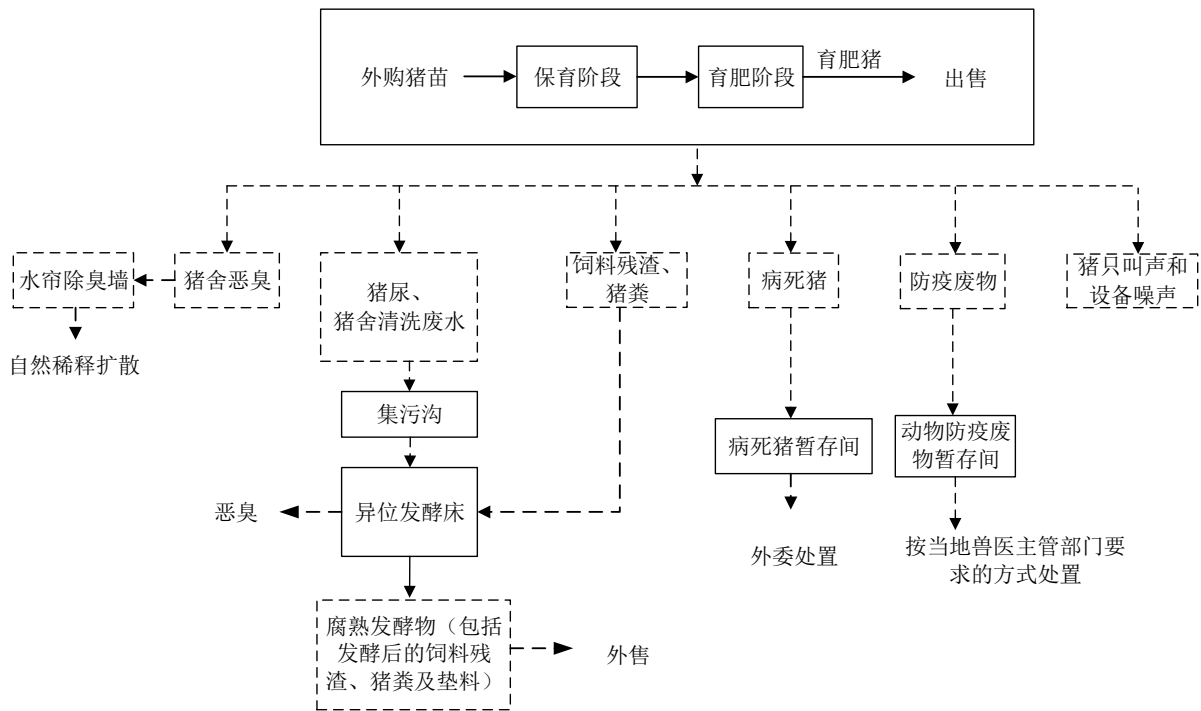 外购猪苗
保育阶段
育肥阶段
育肥猪
出售
水帘除臭墙
猪舍恶臭
猪尿、
猪舍清洗废水
饲料残渣、
猪粪
病死猪
防疫废物
猪只叫声和
设备噪声
自然稀释扩散
集污沟
病死猪暂存间
动物防疫废
物暂存间
恶臭
异位发酵床
外委处置
按当地兽医主管部门要
求的方式处置
腐熟发酵物（包括
发酵后的饲料残
渣、猪粪及垫料）
外售